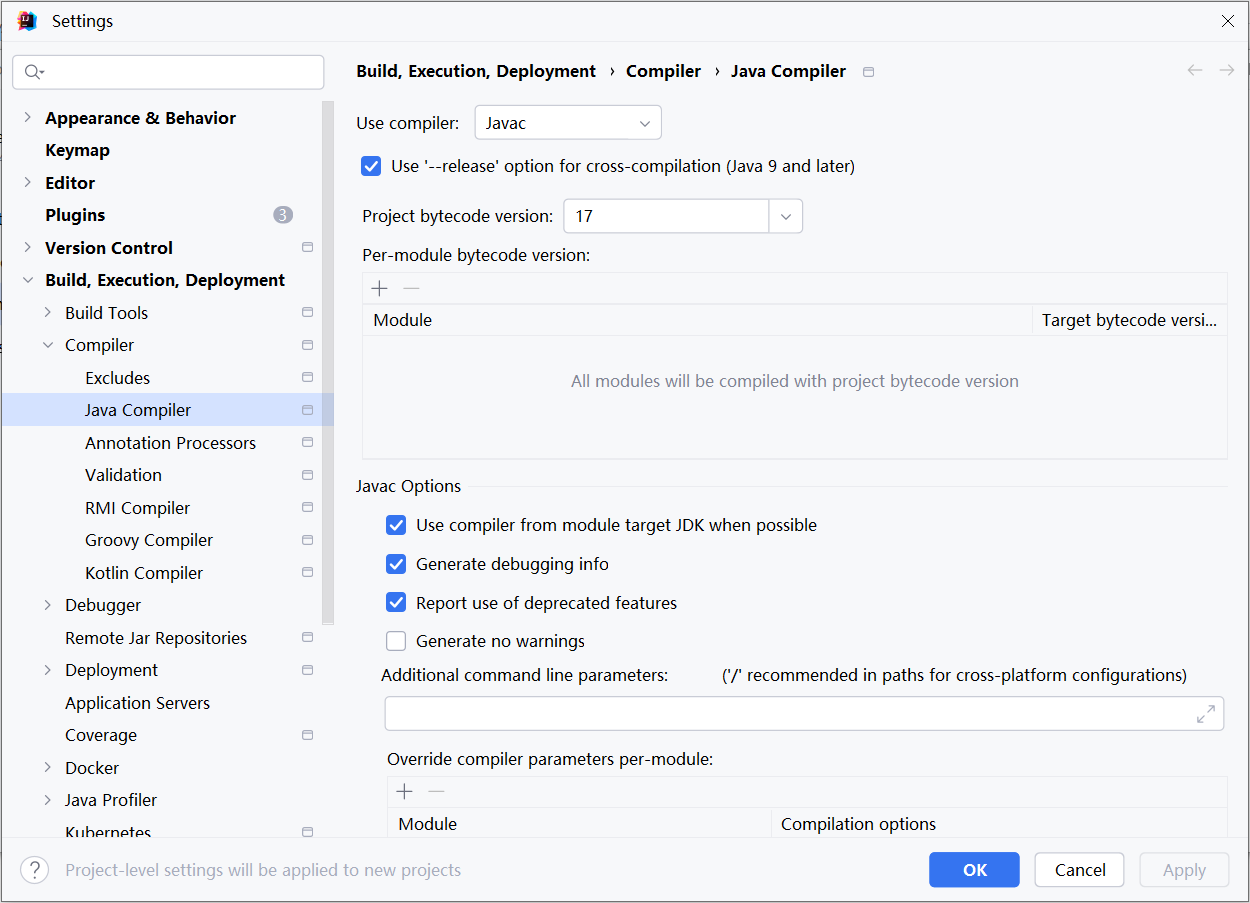 Settings
Appearance & Behavior
Keymap
Editor
Plugins 3
Version Control
Build, Execution, Deployment
Build Tools
Compiler
Excludes
Java Compiler
Annotation Processors
Validation
RMI Compiler
Groovy Compiler
Kotlin Compiler
Debugger
Remote Jar Repositories
Deployment
Application Servers
Coverage
Docker
Java Profiler
Kubernetes
Build, Execution, Deployment › Compiler › Java Compiler
Use compiler: Javac
Use '--release' option for cross-compilation (Java 9 and later)
Project bytecode version: 17
Per-module bytecode version:
Module Target bytecode versi...
All modules will be compiled with project bytecode version
Javac Options
Use compiler from module target JDK when possible
Generate debugging info
Report use of deprecated features
Generate no warnings
Additional command line parameters: ('/' recommended in paths for cross-platform configurations)
Override compiler parameters per-module:
Module Compilation options
? Project-level settings will be applied to new projects
OK Cancel Apply